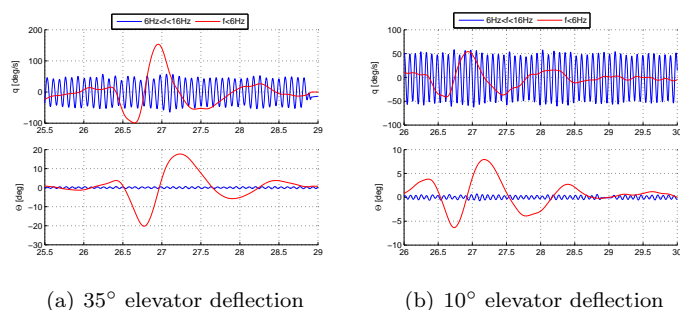 6Hz<f<16Hz f<6Hz
200
100
0
−100
q [deg/s]
25.5 26 26.5 27 27.5 28 28.5 29
20
10
0
−10
−20
−30
Θ [deg]
25.5 26 26.5 27 27.5 28 28.5 29
(a) 35° elevator deflection
6Hz<f<16Hz f<6Hz
100
50
0
−50
−100
q [deg/s]
26 26.5 27 27.5 28 28.5 29 29.5 30
10
5
0
−5
−10
Θ [deg]
26 26.5 27 27.5 28 28.5 29 29.5 30
(b) 10° elevator deflection